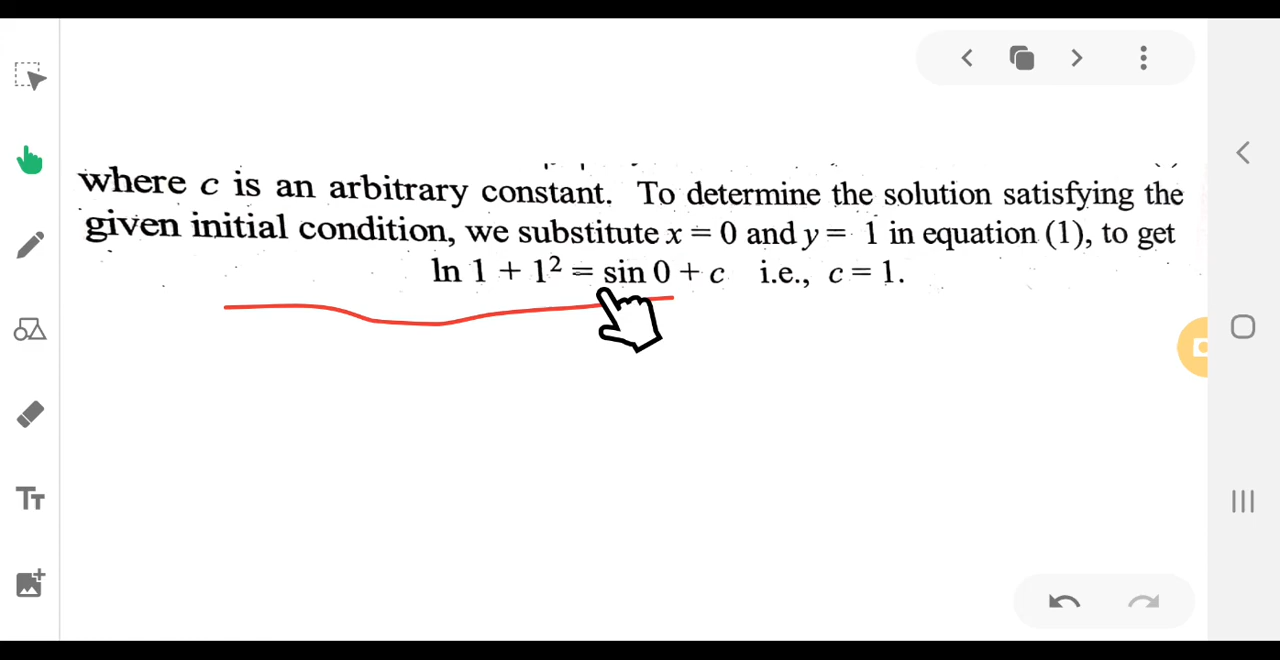 where c is an arbitrary constant. To determine the solution satisfying the
given initial condition, we substitute x = 0 and y = 1 in equation (1), to get
ln 1 + 1² = sin 0 + c i.e., c = 1.
TT